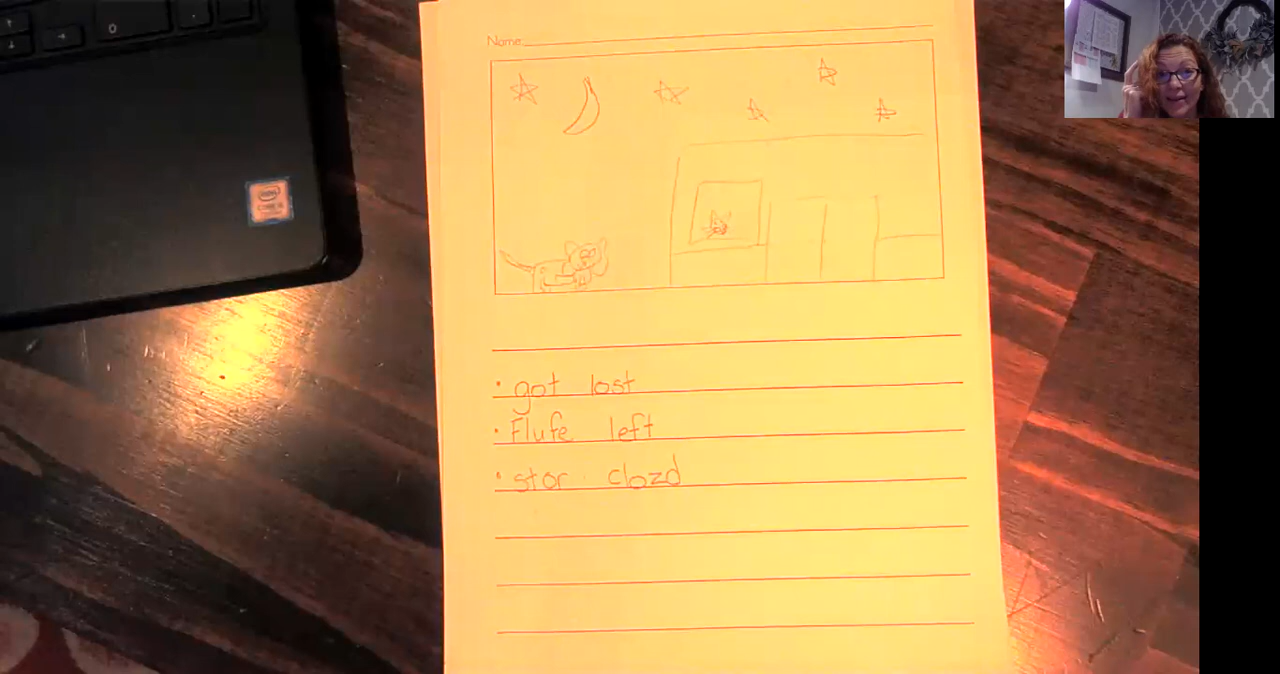 Name
· got lost
· Flufe left
· stor clozd